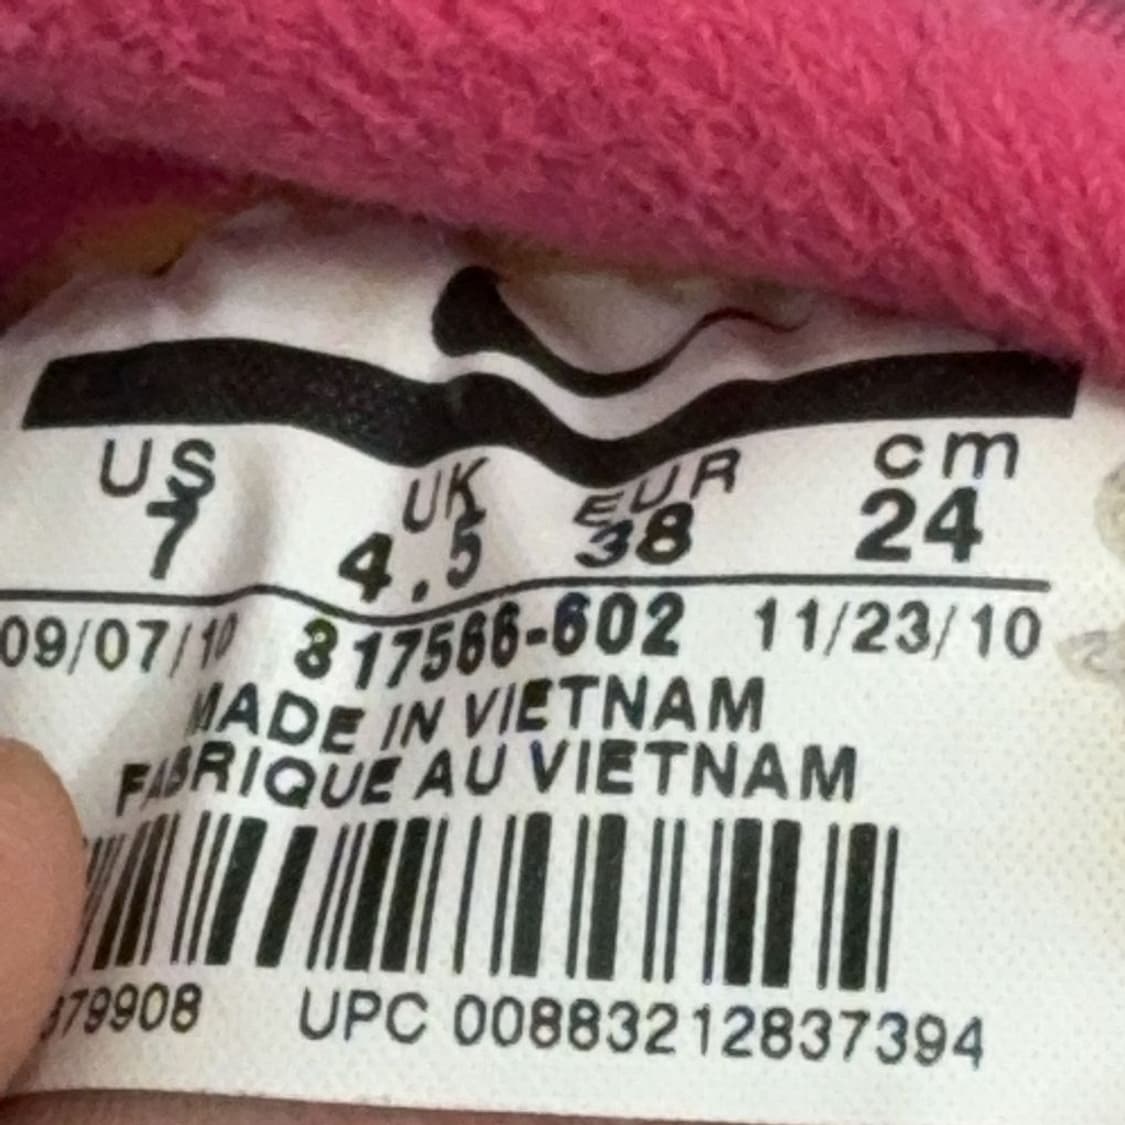 US UK EUR cm
7 4.5 38 24
09/07/10 317566-602 11/23/10
MADE IN VIETNAM
FABRIQUE AU VIETNAM
379908 UPC 00883212837394